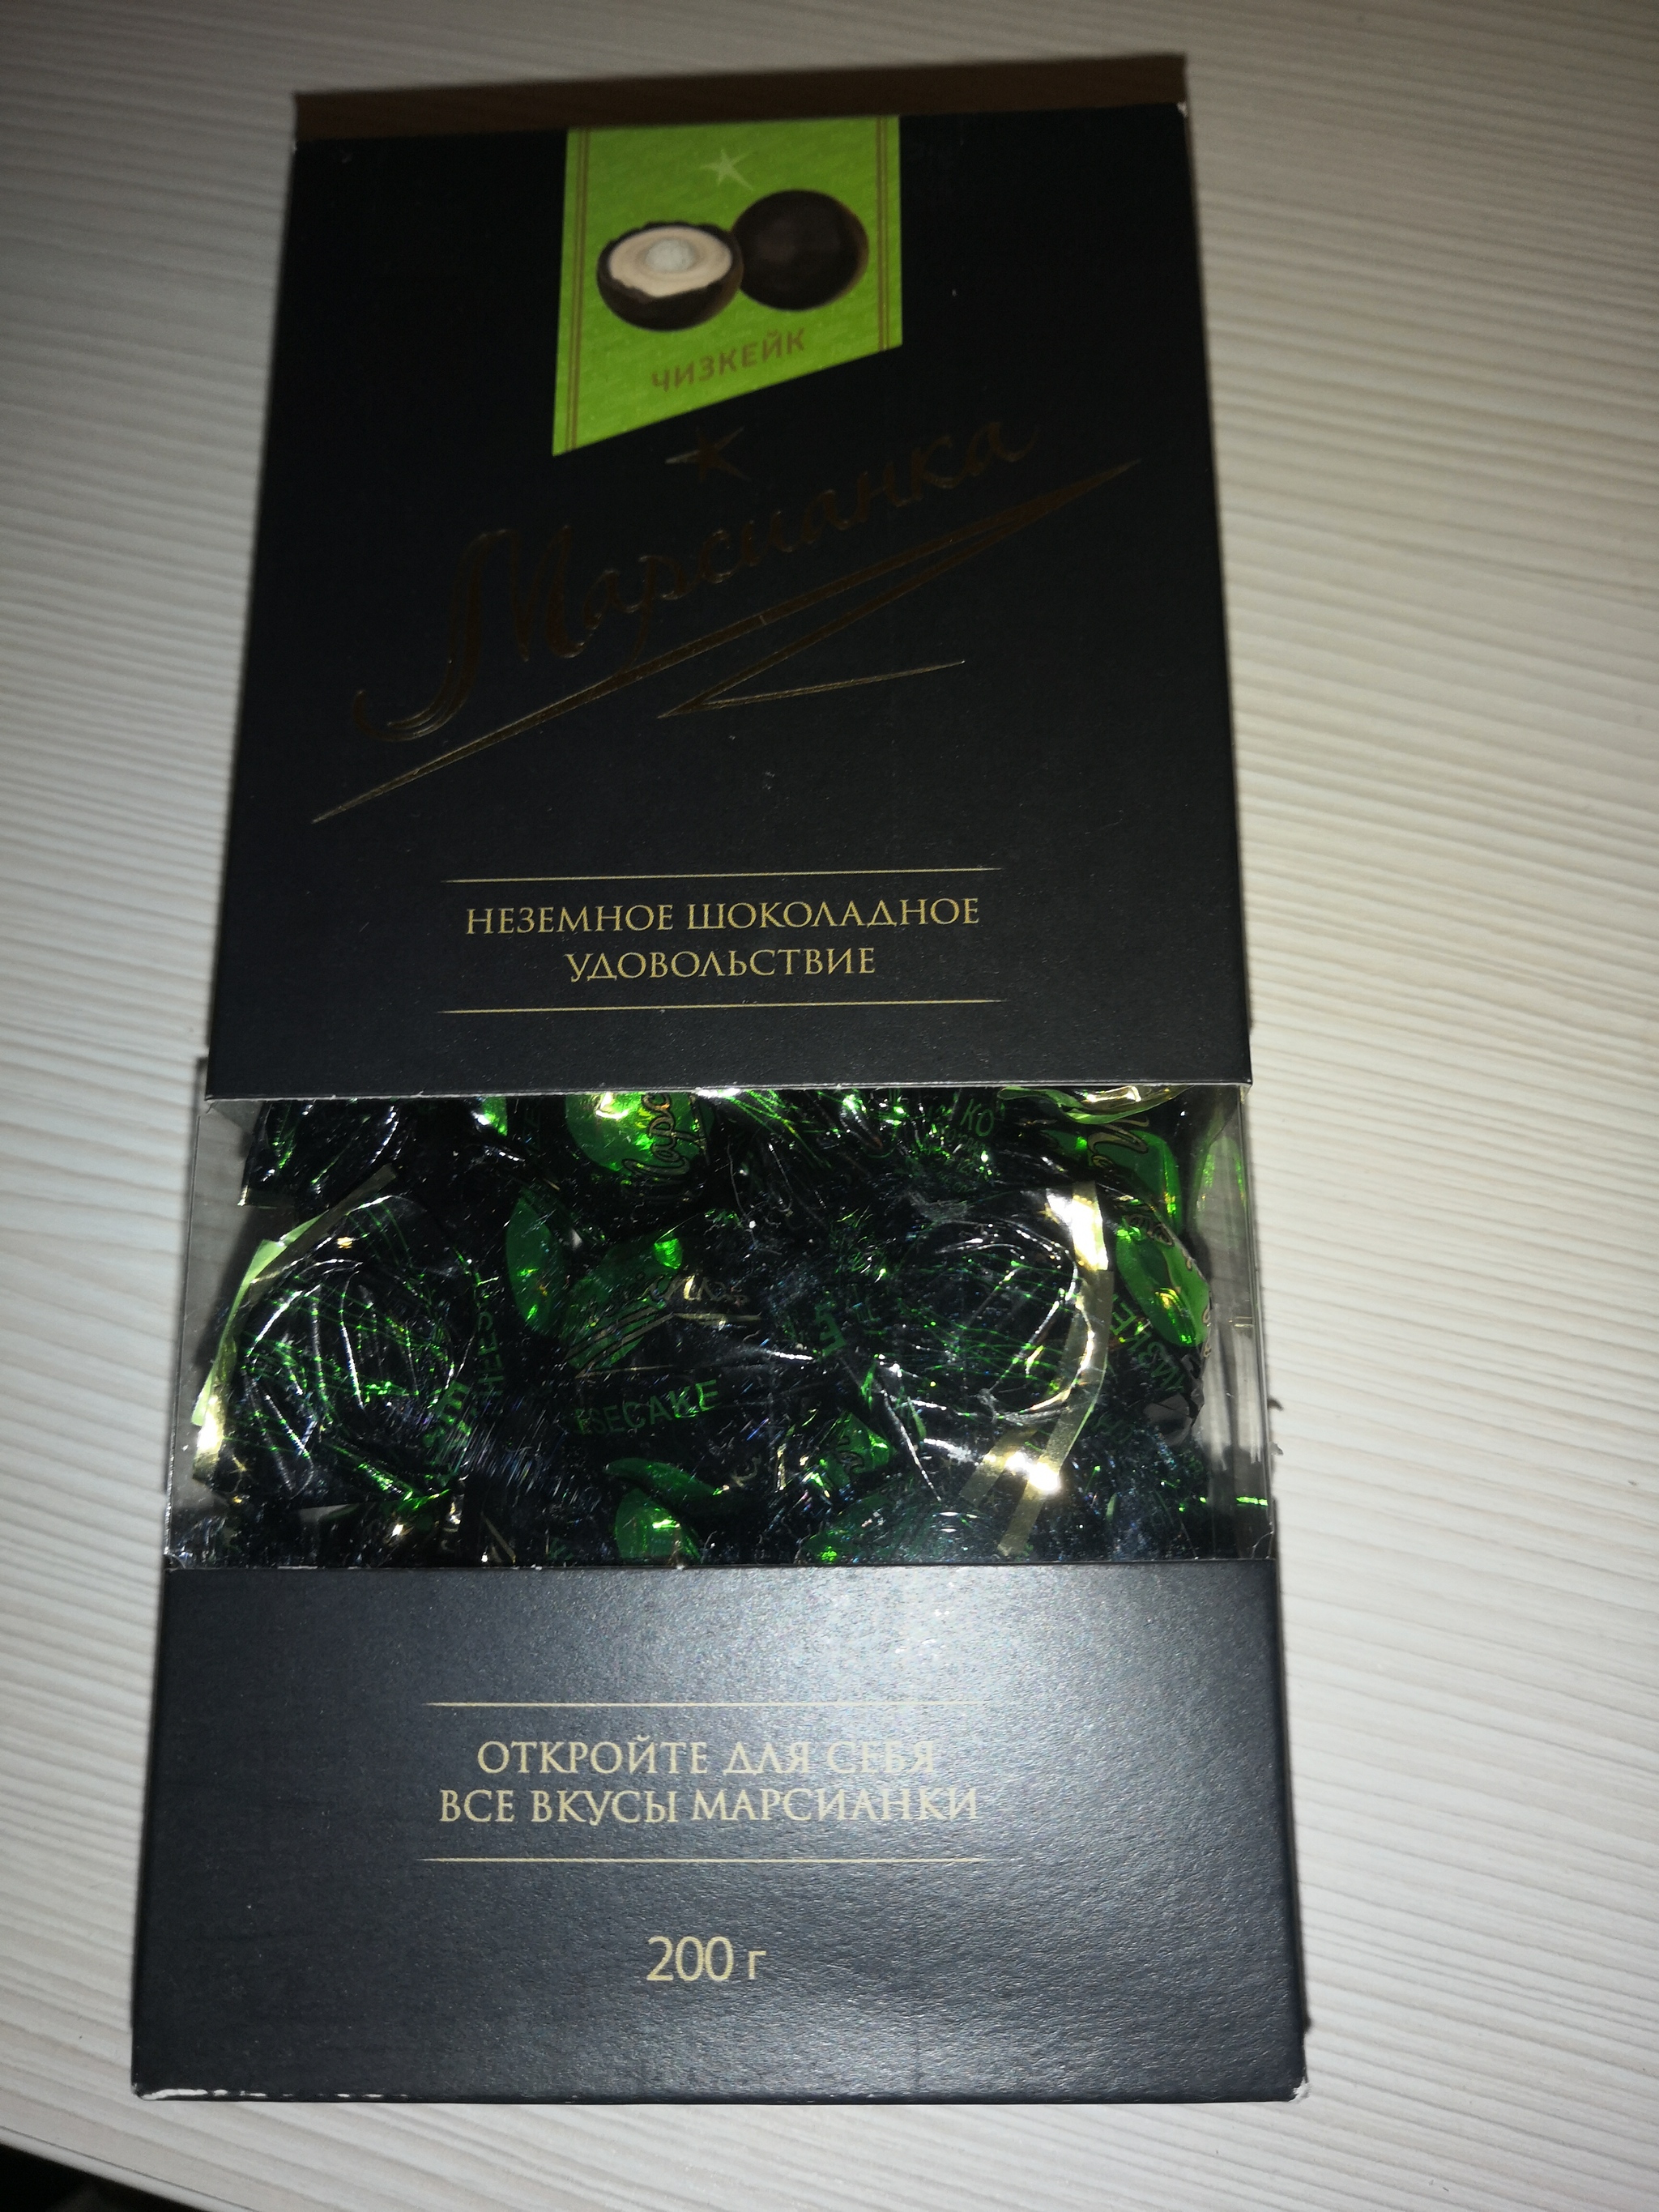 ЧИЗКЕЙК
Марсианка
НЕЗЕМНОЕ ШОКОЛАДНОЕ
УДОВОЛЬСТВИЕ
ОТКРОЙТЕ ДЛЯ СЕБЯ
ВСЕ ВКУСЫ МАРСИАНКИ
200 г